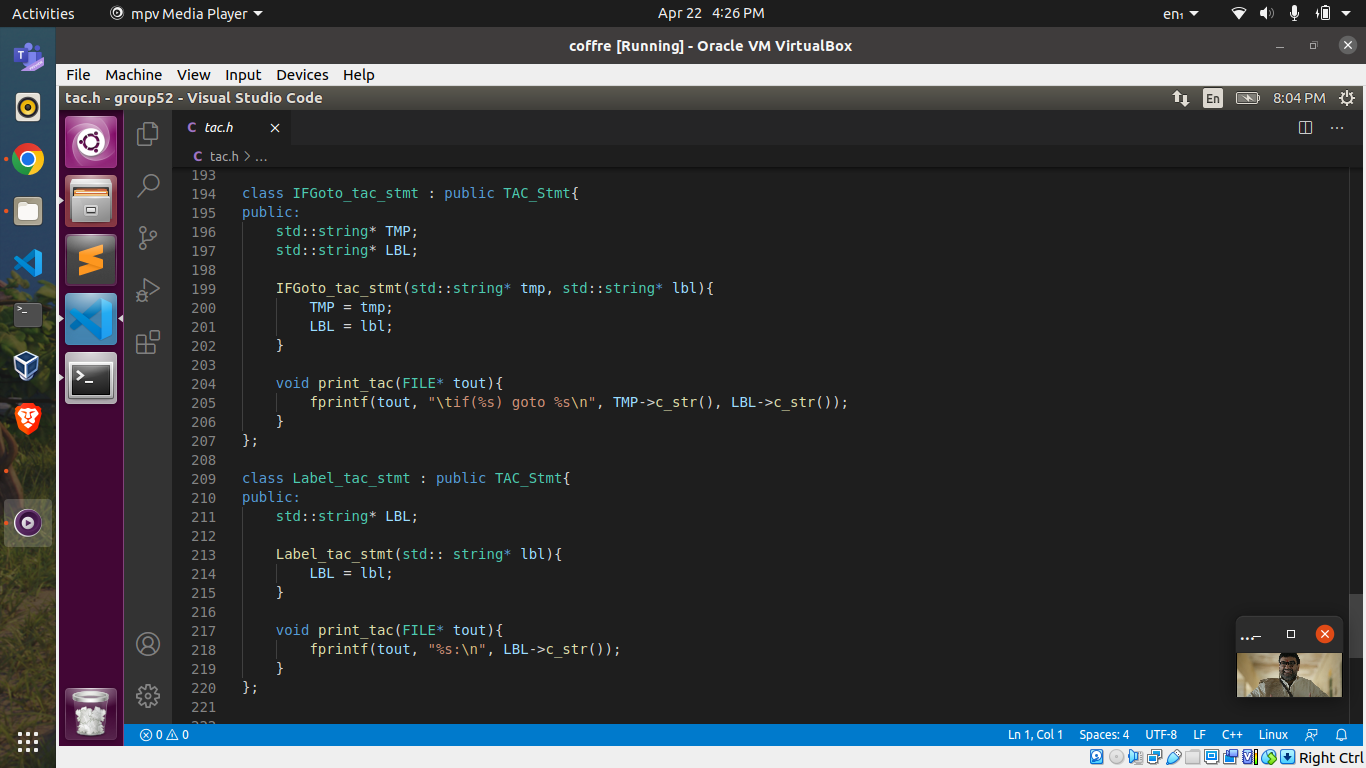 Activities
mpv Media Player
Apr 22 4:26 PM
en₁
coffre [Running] - Oracle VM VirtualBox
File Machine View Input Devices Help
tac.h - group52 - Visual Studio Code
En
8:04 PM
C tac.h
C tac.h > ...
193
194 class IFGoto_tac_stmt : public TAC_Stmt{
195 public:
196 std::string* TMP;
197 std::string* LBL;
198
199 IFGoto_tac_stmt(std::string* tmp, std::string* lbl){
200 TMP = tmp;
201 LBL = lbl;
202 }
203
204 void print_tac(FILE* tout){
205 fprintf(tout, "\tif(%s) goto %s\n", TMP->c_str(), LBL->c_str());
206 }
207 };
208
209 class Label_tac_stmt : public TAC_Stmt{
210 public:
211 std::string* LBL;
212
213 Label_tac_stmt(std:: string* lbl){
214 LBL = lbl;
215 }
216
217 void print_tac(FILE* tout){
218 fprintf(tout, "%s:\n", LBL->c_str());
219 }
220 };
221
0 0
Ln 1, Col 1 Spaces: 4 UTF-8 LF C++ Linux
Right Ctrl